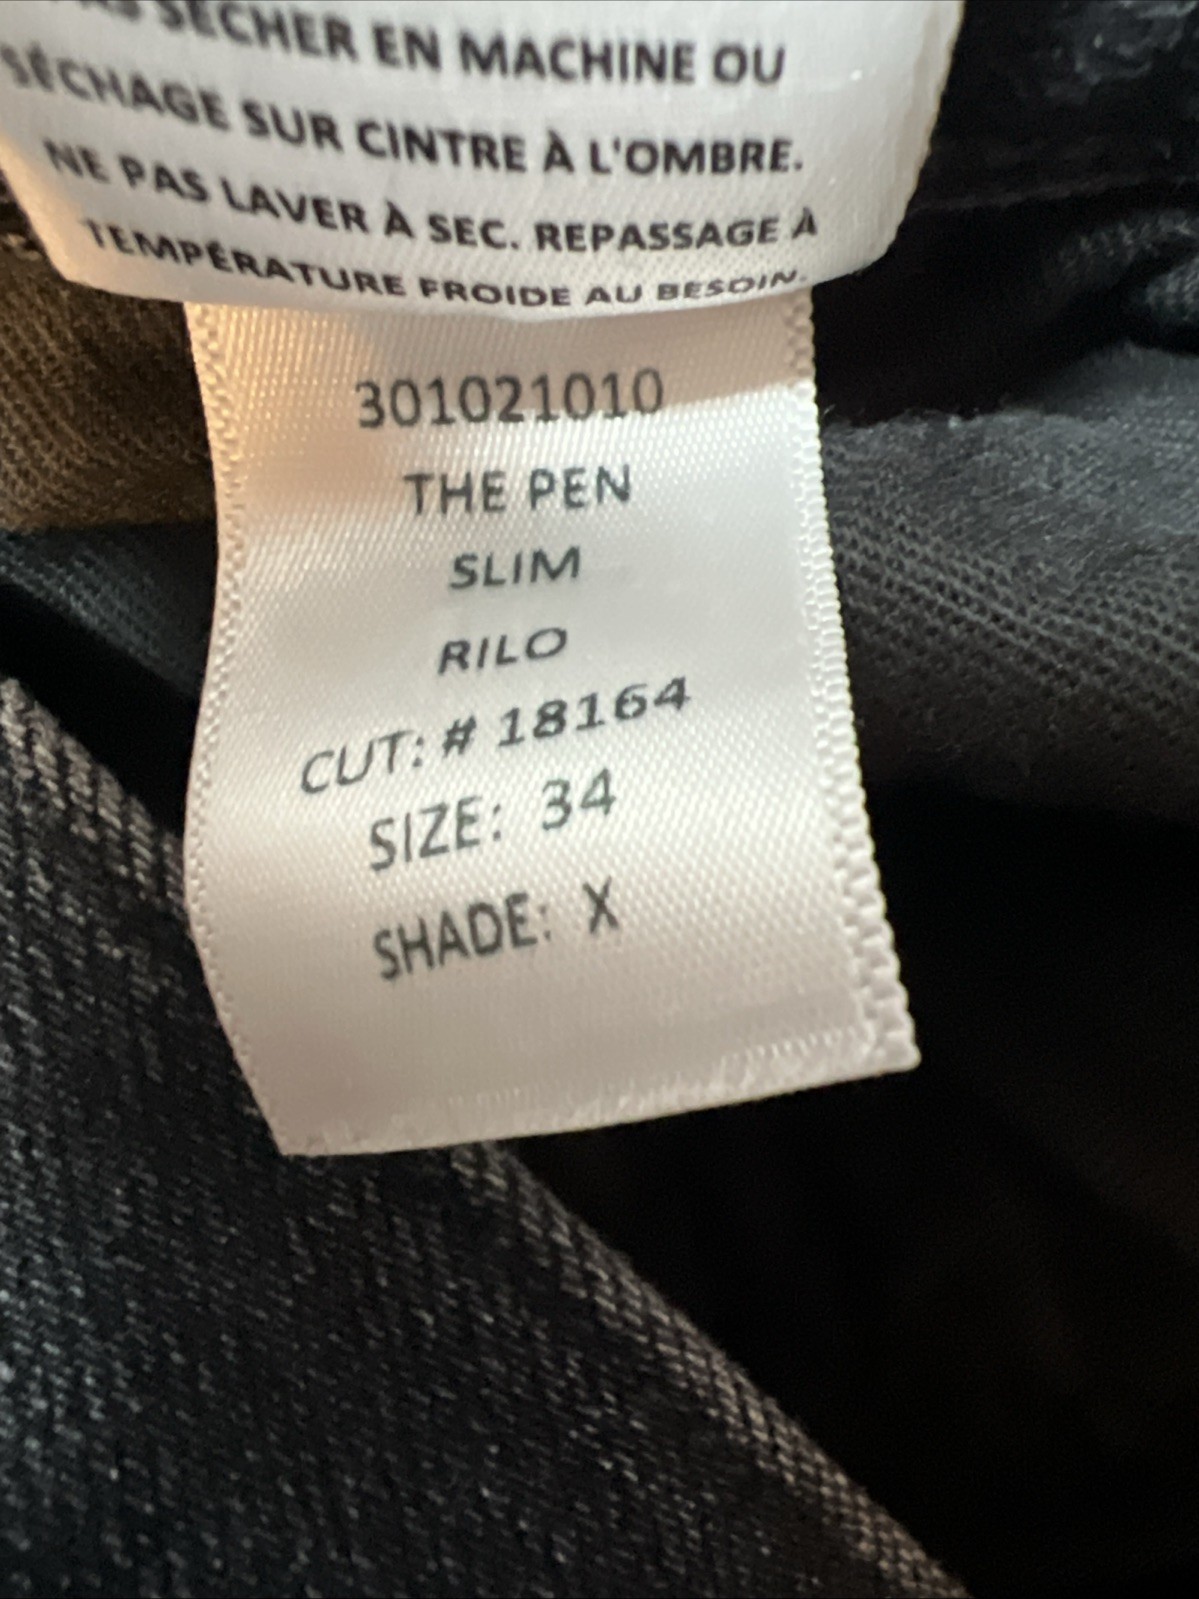 PAS SÉCHER EN MACHINE OU
SÉCHAGE SUR CINTRE À L'OMBRE.
NE PAS LAVER À SEC. REPASSAGE À
TEMPÉRATURE FROIDE AU BESOIN.
301021010
THE PEN
SLIM
RILO
CUT: # 18164
SIZE: 34
SHADE: X